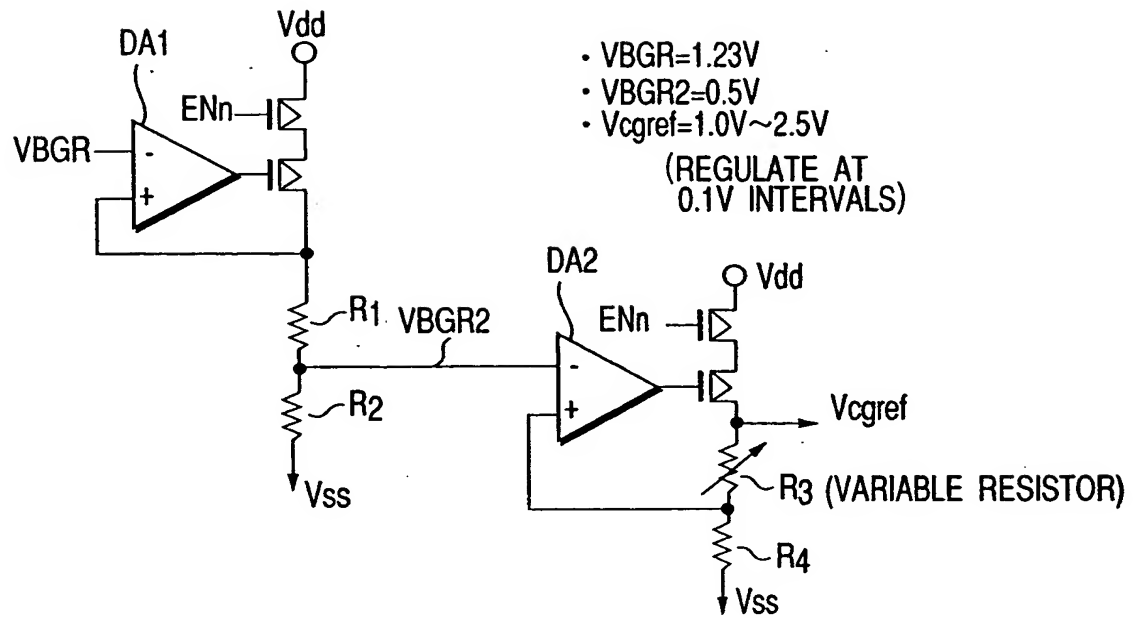 Vdd
DA1
ENn
VBGR
-
+
• VBGR=1.23V
• VBGR2=0.5V
• Vcgref=1.0V~2.5V
(REGULATE AT
0.1V INTERVALS)
R1
VBGR2
R2
Vss
DA2
Vdd
ENn
-
+
Vcgref
R3 (VARIABLE RESISTOR)
R4
Vss